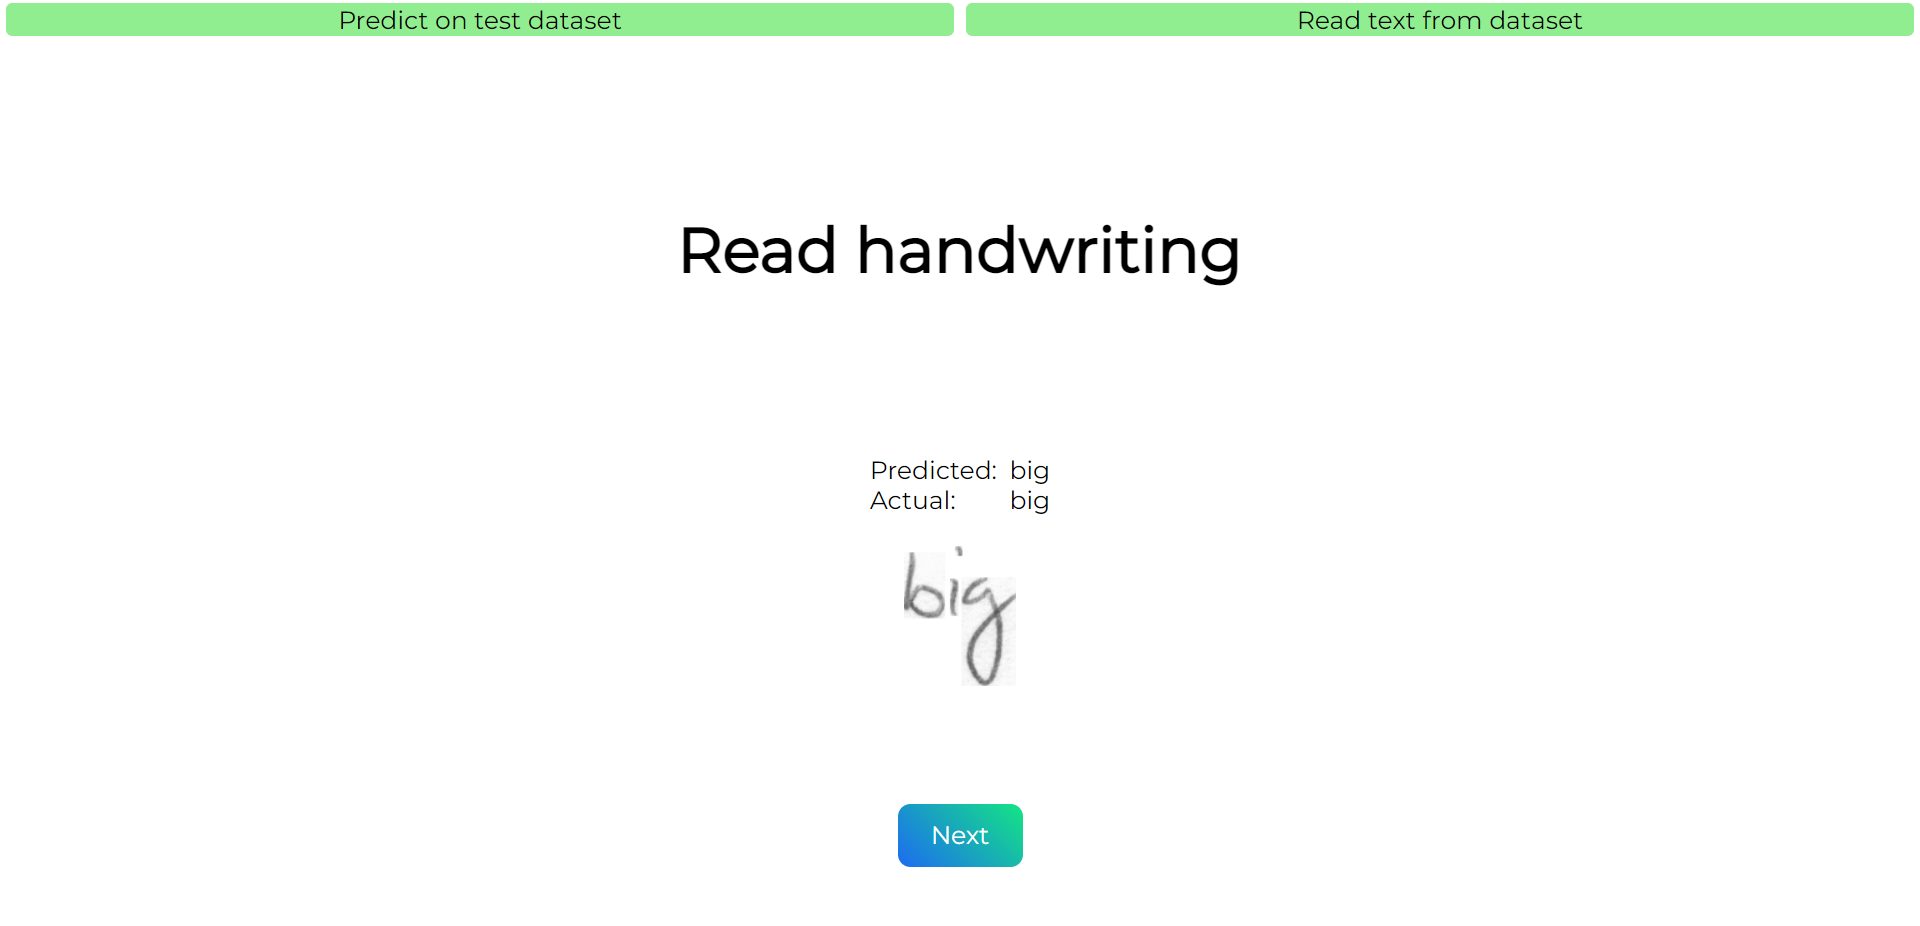 Predict on test dataset
Read text from dataset
Read handwriting
Predicted: big
Actual: big
big
Next